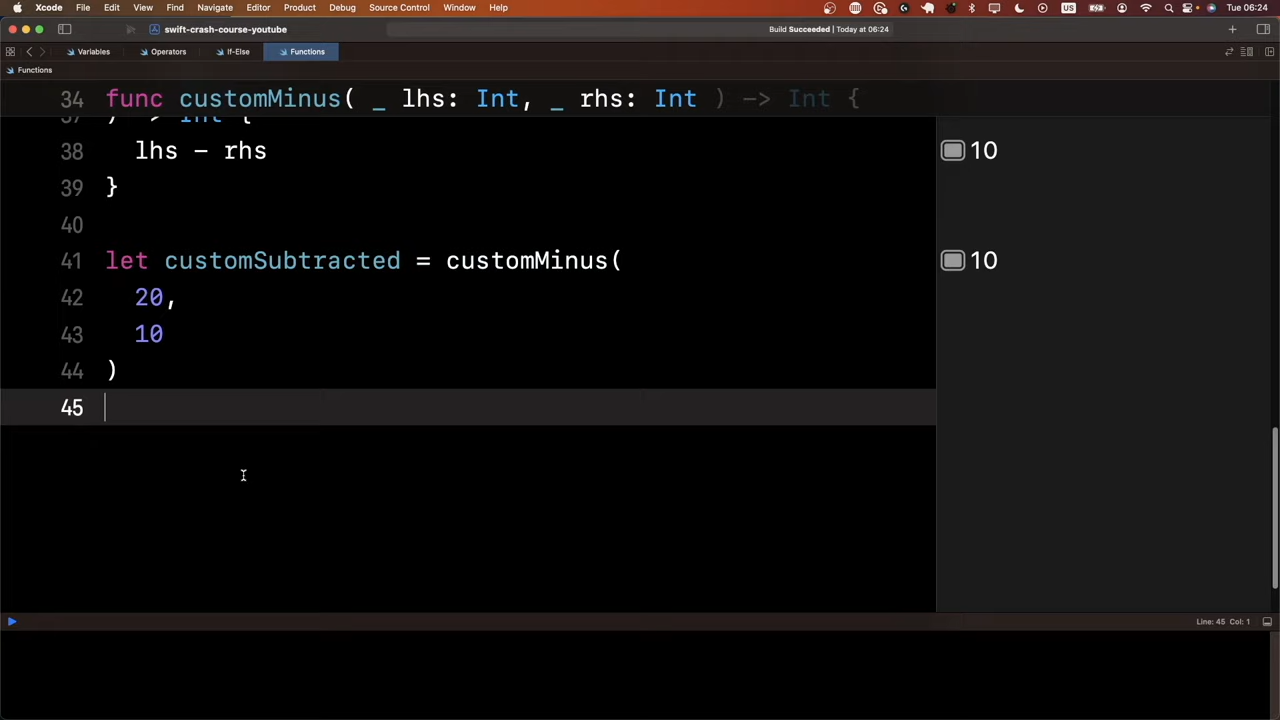 Xcode File Edit View Find Navigate Editor Product Debug Source Control Window Help US Tue 06:24
swift-crash-course-youtube Build Succeeded | Today at 06:24
Variables Operators If-Else Functions
Functions
34 func customMinus( _ lhs: Int, _ rhs: Int ) -> Int {
37 ) -> Int {
38 lhs - rhs 10
39 }
40
41 let customSubtracted = customMinus( 10
42 20,
43 10
44 )
45
Line: 45 Col: 1